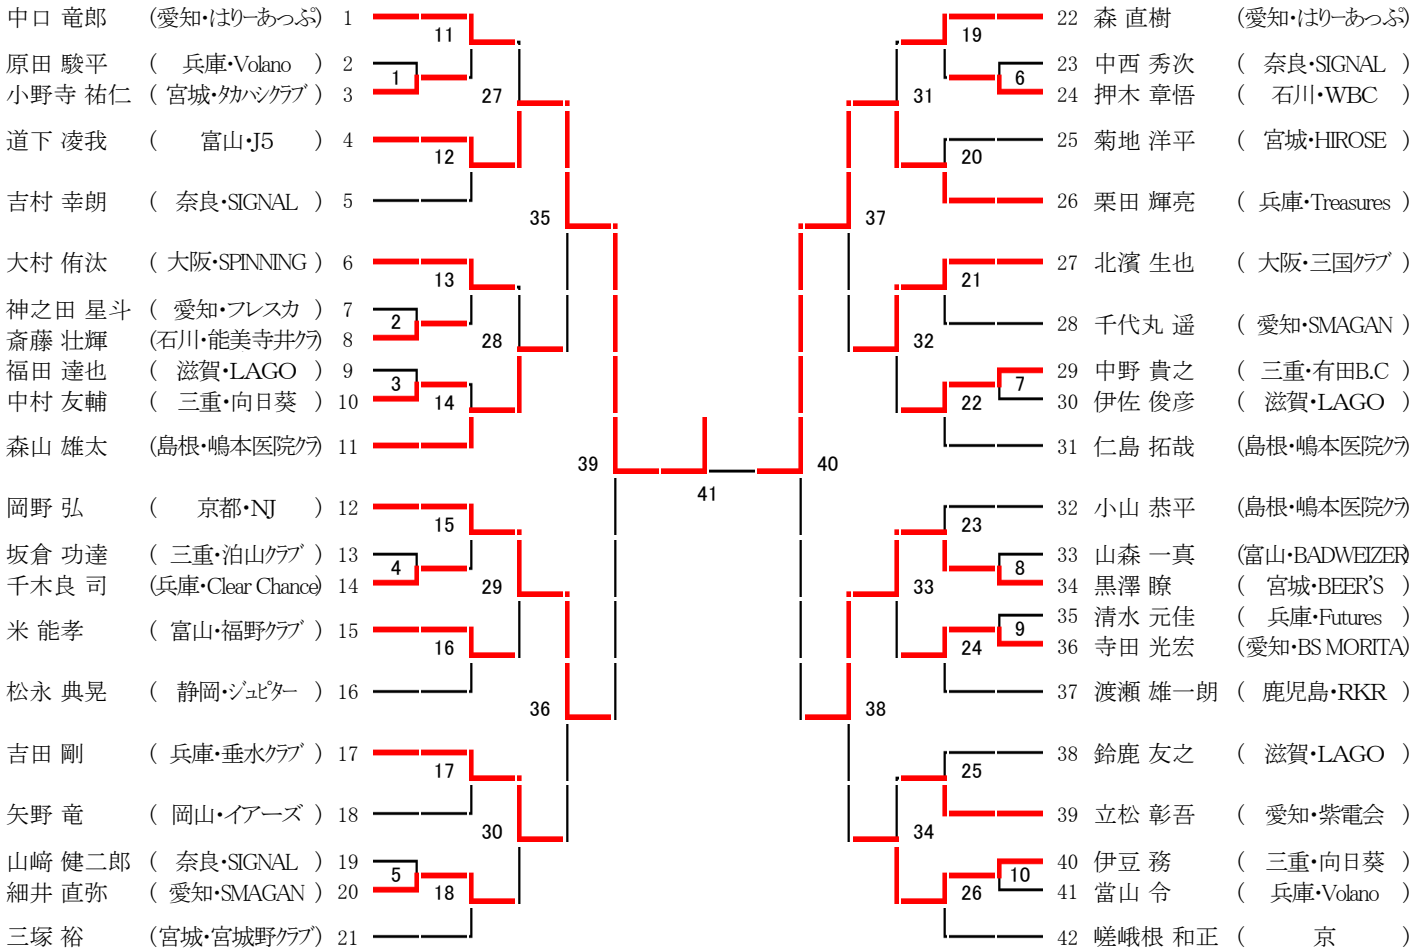 中口 竜郎 (愛知・はりーあっぷ) 1
11
原田 駿平 ( 兵庫・Volano ) 2
1
小野寺 祐仁 ( 宮城・タカハシクラブ ) 3
27
道下 凌我 ( 富山・J5 ) 4
12
吉村 幸朗 ( 奈良・SIGNAL ) 5
35
大村 侑汰 ( 大阪・SPINNING ) 6
13
神之田 星斗 ( 愛知・フレスカ ) 7
2
斎藤 壮輝 (石川・能美寺井クラ) 8
28
福田 達也 ( 滋賀・LAGO ) 9
3
中村 友輔 ( 三重・向日葵 ) 10
14
森山 雄太 (島根・嶋本医院クラ) 11
39
岡野 弘 ( 京都・NJ ) 12
15
坂倉 功達 ( 三重・泊山クラブ ) 13
4
千木良 司 (兵庫・Clear Chance) 14
29
米 能孝 ( 富山・福野クラブ ) 15
16
松永 典晃 ( 静岡・ジュピター ) 16
36
吉田 剛 ( 兵庫・垂水クラブ ) 17
17
矢野 竜 ( 岡山・イアーズ ) 18
30
山﨑 健二郎 ( 奈良・SIGNAL ) 19
5
細井 直弥 ( 愛知・SMAGAN ) 20
18
三塚 裕 (宮城・宮城野クラブ) 21
41
22 森 直樹 (愛知・はりーあっぷ)
19
23 中西 秀次 ( 奈良・SIGNAL )
6
24 押木 章悟 ( 石川・WBC )
31
25 菊地 洋平 ( 宮城・HIROSE )
20
26 栗田 輝亮 ( 兵庫・Treasures )
37
27 北濱 生也 ( 大阪・三国クラブ )
21
28 千代丸 遥 ( 愛知・SMAGAN )
32
29 中野 貴之 ( 三重・有田B.C )
7
30 伊佐 俊彦 ( 滋賀・LAGO )
22
31 仁島 拓哉 (島根・嶋本医院クラ)
40
32 小山 恭平 (島根・嶋本医院クラ)
23
33 山森 一真 (富山・BADWEIZER)
8
34 黒澤 瞭 ( 宮城・BEER'S )
33
35 清水 元佳 ( 兵庫・Futures )
9
36 寺田 光宏 (愛知・BS MORITA)
24
37 渡瀬 雄一朗 ( 鹿児島・RKR )
38
38 鈴鹿 友之 ( 滋賀・LAGO )
25
39 立松 彰吾 ( 愛知・紫電会 )
34
40 伊豆 務 ( 三重・向日葵 )
10
41 當山 令 ( 兵庫・Volano )
26
42 嵯峨根 和正 ( 京 )